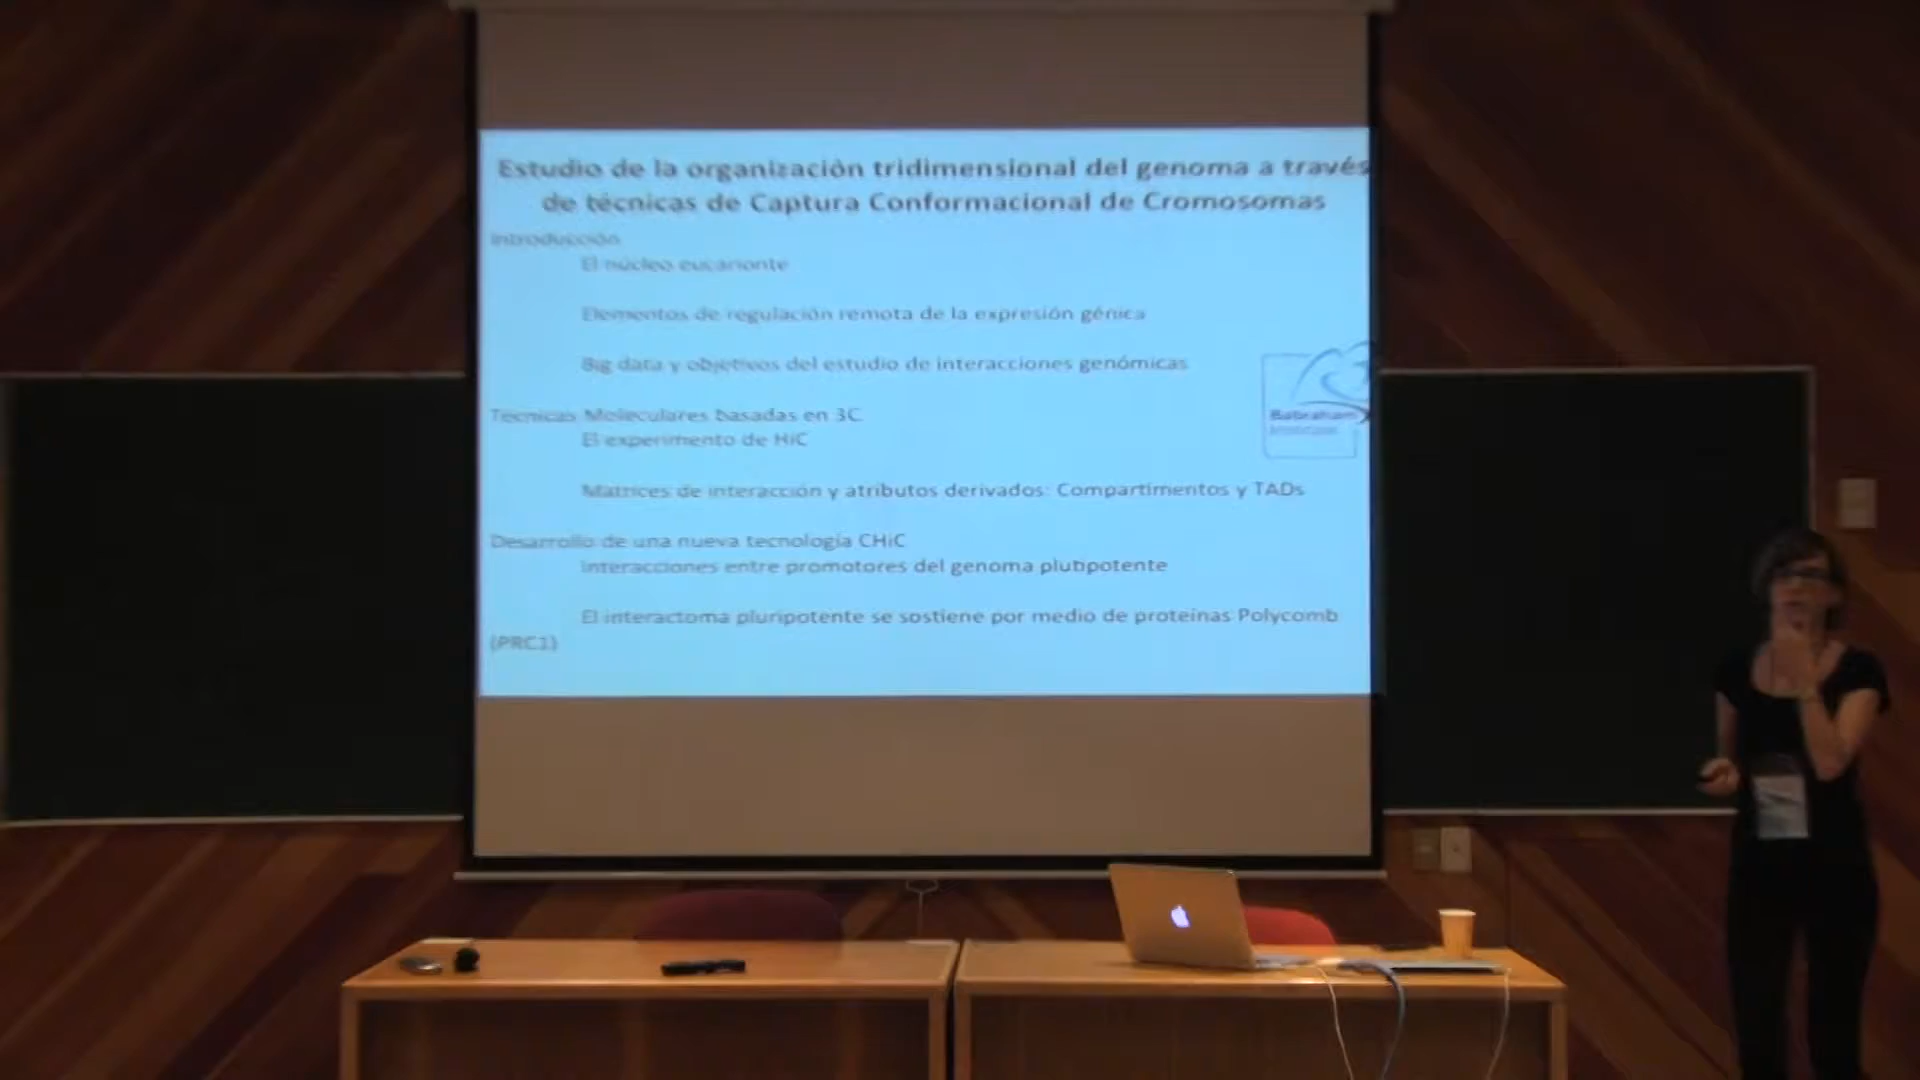 Estudio de la organización tridimensional del genoma a través
de técnicas de Captura Conformacional de Cromosomas
Introducción
El núcleo eucarionte
Elementos de regulación remota de la expresión génica
Big data y objetivos del estudio de interacciones genómicas
Babraham
Institute
Técnicas Moleculares basadas en 3C
El experimento de HiC
Matrices de interacción y atributos derivados: Compartimentos y TADs
Desarrollo de una nueva tecnología CHiC
Interacciones entre promotores del genoma plutipotente
El interactoma pluripotente se sostiene por medio de proteínas Polycomb
(PRC1)